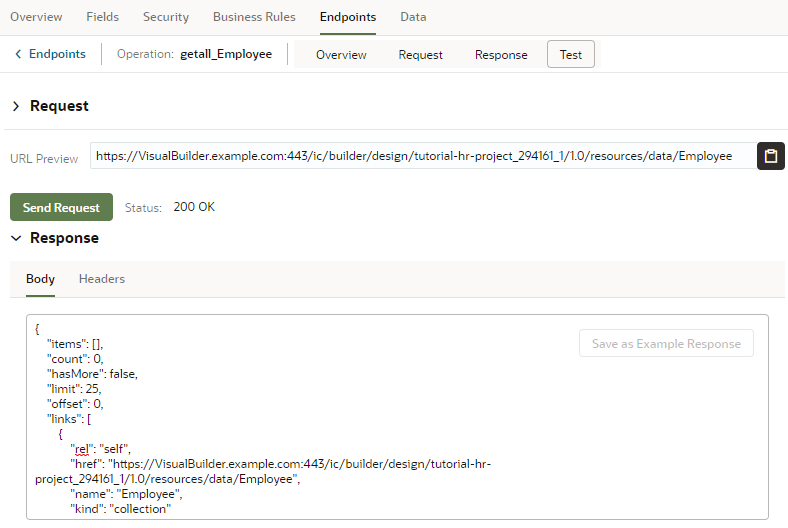 Overview Fields Security Business Rules Endpoints Data
Endpoints Operation: getall_Employee Overview Request Response Test
Request
URL Preview https://VisualBuilder.example.com:443/ic/builder/design/tutorial-hr-project_294161_1/1.0/resources/data/Employee
Send Request Status: 200 OK
Response
Body Headers
{
"items": [],
Save as Example Response
"count": 0,
"hasMore": false,
"limit": 25,
"offset": 0,
"links": [
{
"rel": "self",
"href": "https://VisualBuilder.example.com:443/ic/builder/design/tutorial-hr-
project_294161_1/1.0/resources/data/Employee",
"name": "Employee",
"kind": "collection"